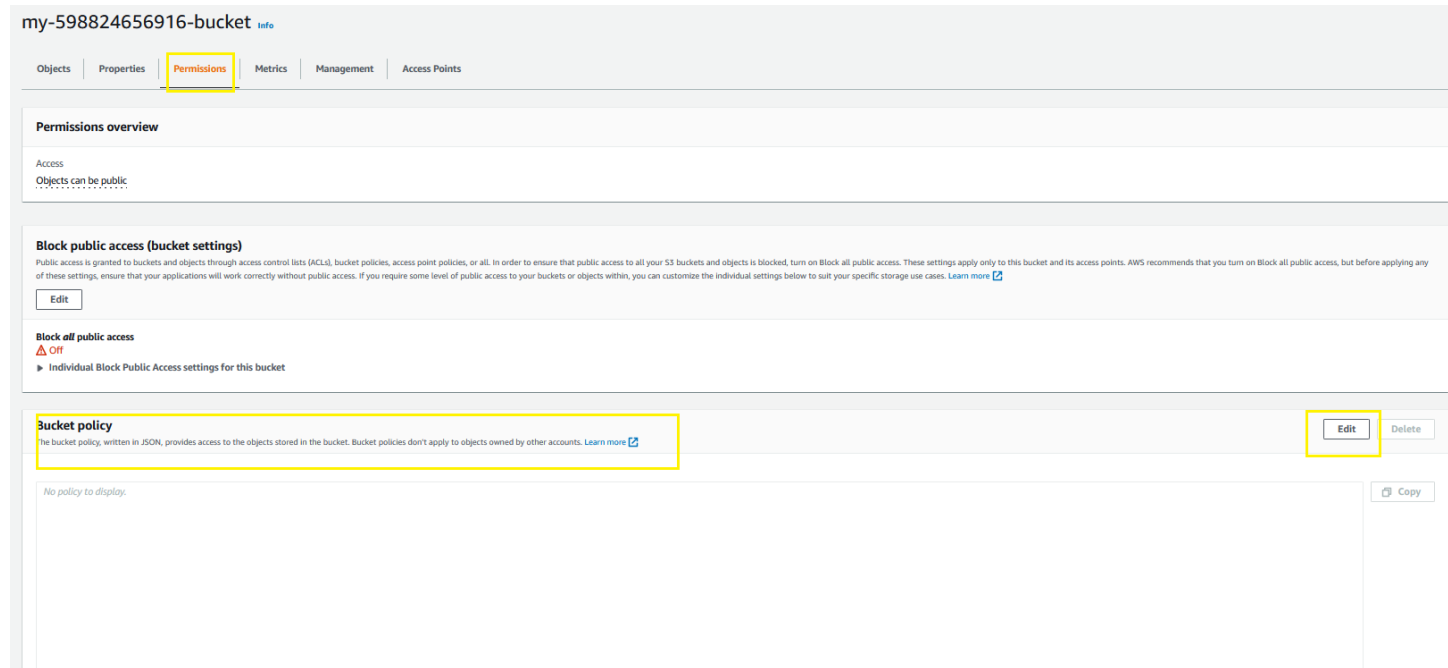 my-598824656916-bucket Info
Objects Properties Permissions Metrics Management Access Points
Permissions overview
Access
Objects can be public
Block public access (bucket settings)
Public access is granted to buckets and objects through access control lists (ACLs), bucket policies, access point policies, or all. In order to ensure that public access to all your S3 buckets and objects is blocked, turn on Block all public access. These settings apply only to this bucket and its access points. AWS recommends that you turn on Block all public access, but before applying any
of these settings, ensure that your applications will work correctly without public access. If you require some level of public access to your buckets or objects within, you can customize the individual settings below to suit your specific storage use cases. Learn more
Edit
Block all public access
Off
Individual Block Public Access settings for this bucket
Bucket policy
The bucket policy, written in JSON, provides access to the objects stored in the bucket. Bucket policies don't apply to objects owned by other accounts. Learn more
Edit Delete
No policy to display.
Copy